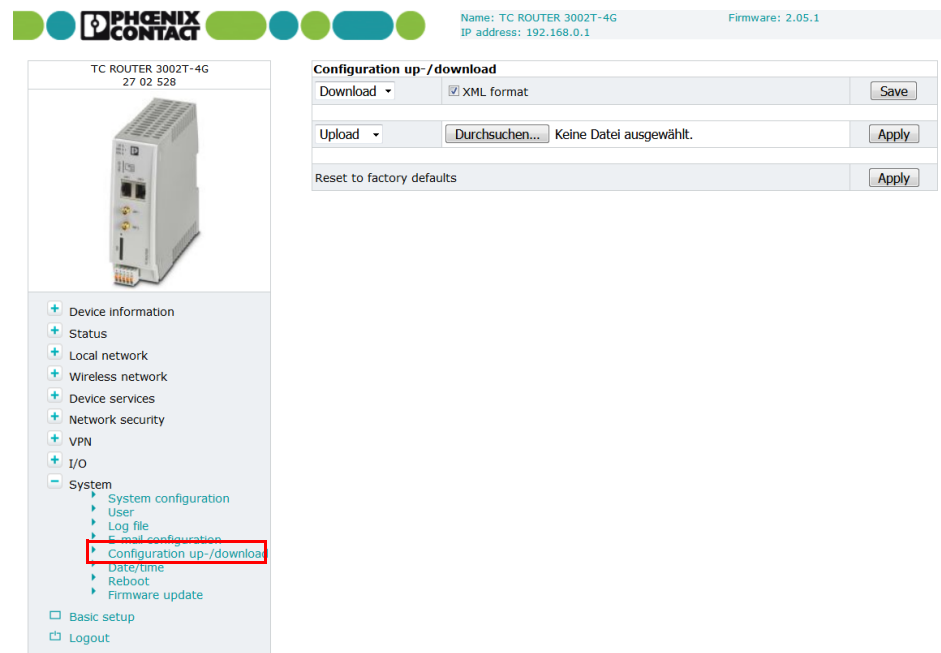 PHŒNIX
CONTACT
Name: TC ROUTER 3002T-4G
Firmware: 2.05.1
IP address: 192.168.0.1
TC ROUTER 3002T-4G
27 02 528
Configuration up-/download
Download
XML format
Save
Upload
Durchsuchen...
Keine Datei ausgewählt.
Apply
Reset to factory defaults
Apply
Device information
Status
Local network
Wireless network
Device services
Network security
VPN
I/O
System
System configuration
User
Log file
E-mail configuration
Configuration up-/download
Date/time
Reboot
Firmware update
Basic setup
Logout